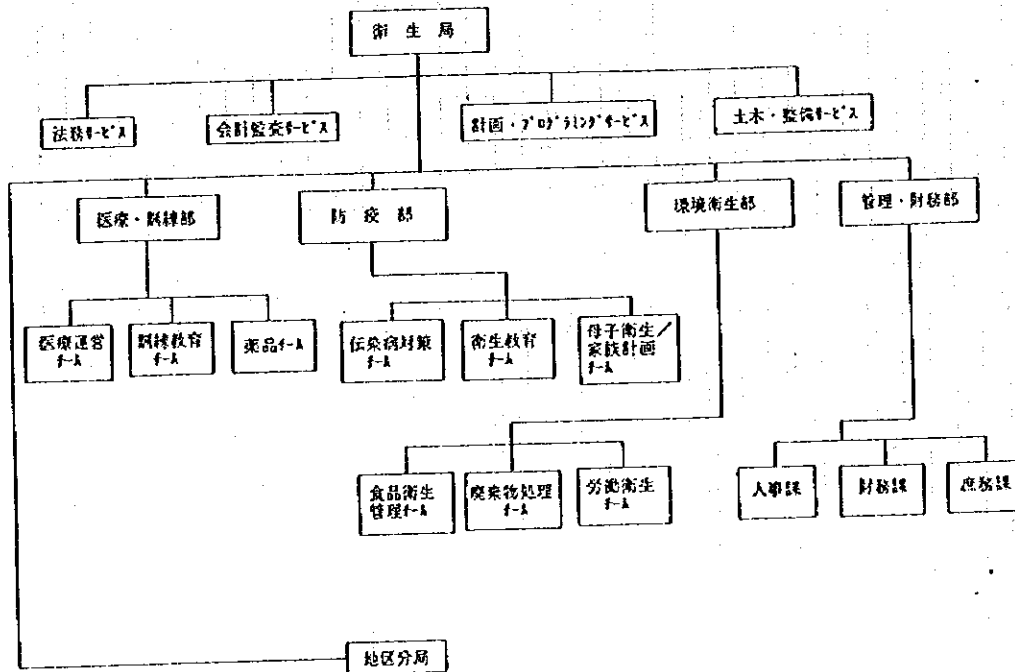 衛生局
法務ｻｰﾋﾞｽ
会計監査ｻｰﾋﾞｽ
計画・ﾌﾟﾛｸﾞﾗﾐﾝｸﾞｻｰﾋﾞｽ
土木・整備ｻｰﾋﾞｽ
医療・訓練部
防疫部
環境衛生部
管理・財務部
医療運営
ﾁｰﾑ
訓練教育
ﾁｰﾑ
薬品ﾁｰﾑ
伝染病対策
ﾁｰﾑ
衛生教育
ﾁｰﾑ
母子衛生／
家族計画
ﾁｰﾑ
食品衛生
管理ﾁｰﾑ
廃棄物処理
ﾁｰﾑ
労働衛生
ﾁｰﾑ
人事課
財務課
庶務課
地区分局